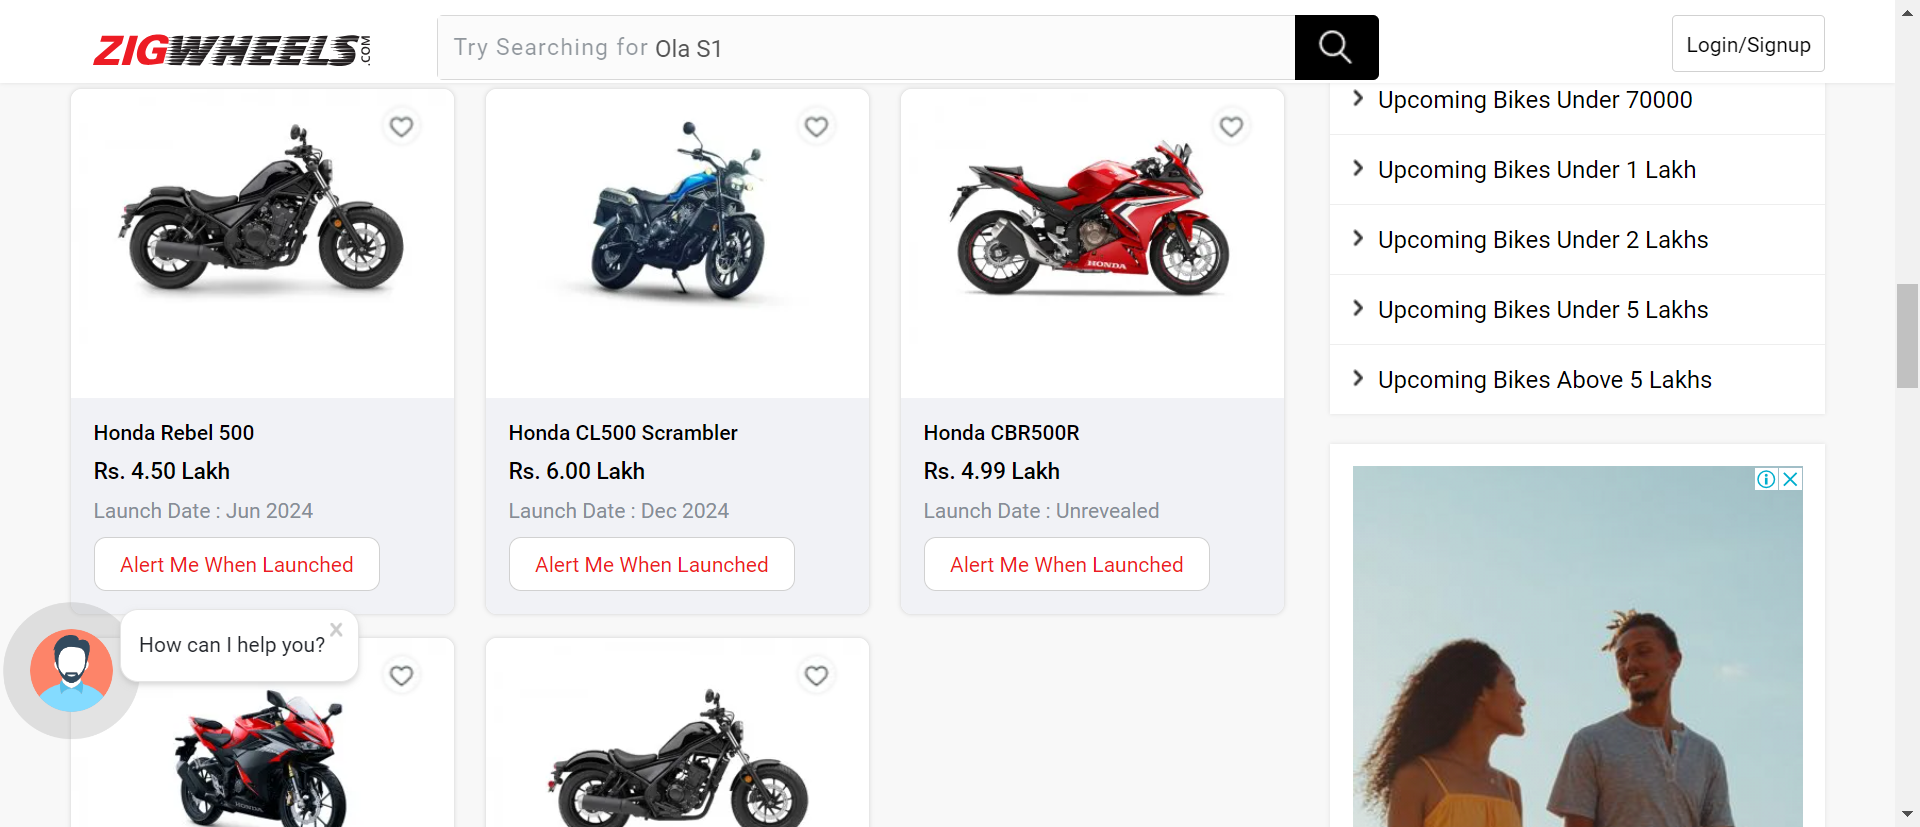 ZIGWHEELS.COM
Try Searching for Ola S1
Login/Signup
Honda Rebel 500
Rs. 4.50 Lakh
Launch Date : Jun 2024
Alert Me When Launched
Honda CL500 Scrambler
Rs. 6.00 Lakh
Launch Date : Dec 2024
Alert Me When Launched
HONDA
Honda CBR500R
Rs. 4.99 Lakh
Launch Date : Unrevealed
Alert Me When Launched
How can I help you?
HONDA
Upcoming Bikes Under 70000
Upcoming Bikes Under 1 Lakh
Upcoming Bikes Under 2 Lakhs
Upcoming Bikes Under 5 Lakhs
Upcoming Bikes Above 5 Lakhs